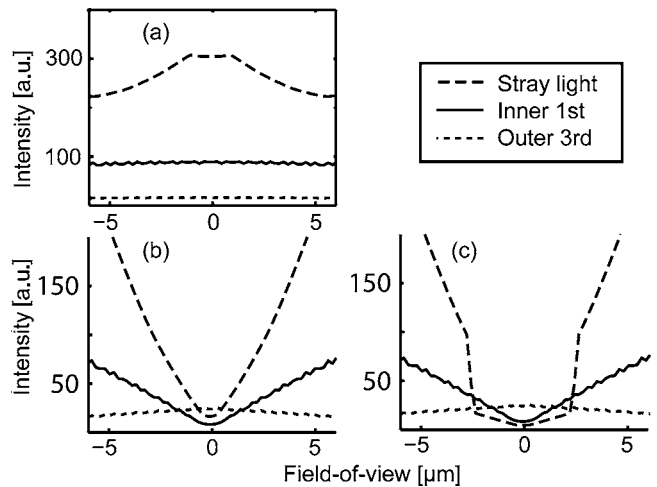 (a)
Intensity [a.u.]
300
100
−5 0 5
Stray light
Inner 1st
Outer 3rd
(b)
Intensity [a.u.]
150
50
−5 0 5
(c)
150
50
−5 0 5
Field-of-view [µm]